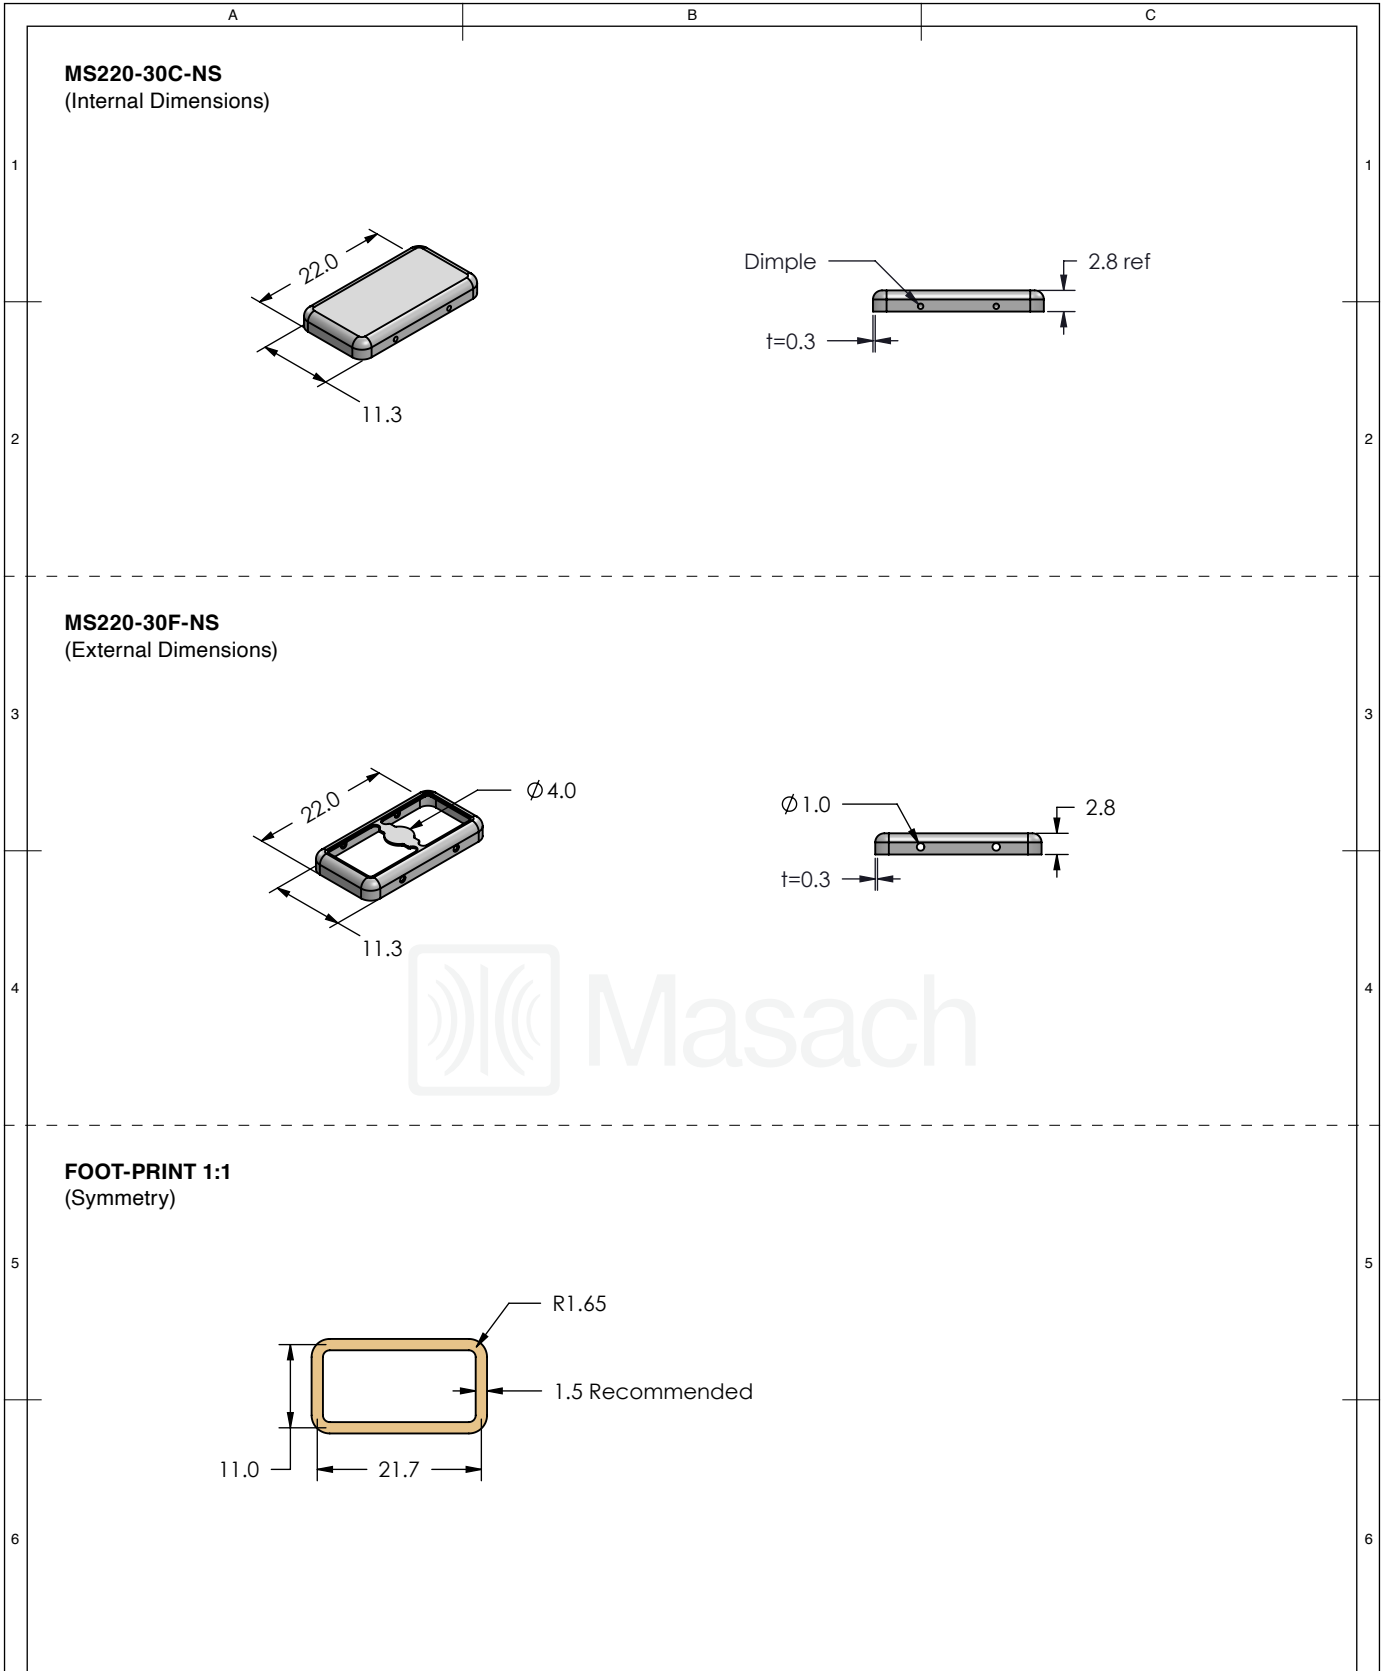 A B C
MS220-30C-NS
(Internal Dimensions)
1 1
22.0
Dimple
2.8 ref
t=0.3
11.3
2 2
MS220-30F-NS
(External Dimensions)
3 3
22.0
Ø4.0
Ø1.0
2.8
t=0.3
11.3
Masach
4 4
FOOT-PRINT 1:1
(Symmetry)
5 5
R1.65
1.5 Recommended
11.0
21.7
6 6